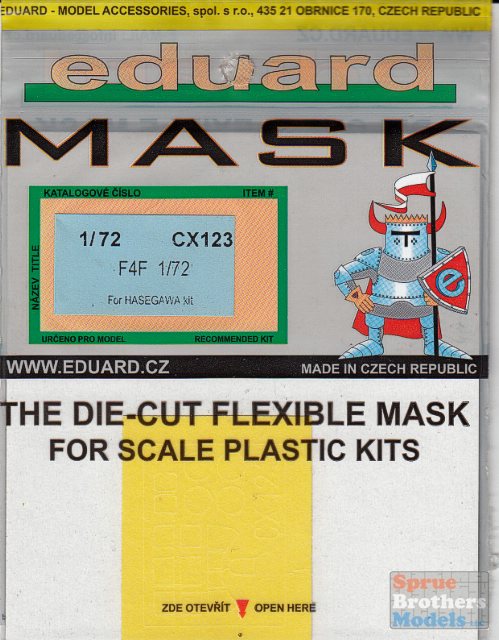 EDUARD - MODEL ACCESSORIES, spol. s r.o., 435 21 OBRNICE 170, CZECH REPUBLIC
eduard
MASK
KATALOGOVÉ ČÍSLO ITEM #
NÁZEV TITLE
1/72 CX123
F4F 1/72
For HASEGAWA kit
URČENO PRO MODEL RECOMMENDED KIT
e
WWW.EDUARD.CZ MADE IN CZECH REPUBLIC
THE DIE-CUT FLEXIBLE MASK
FOR SCALE PLASTIC KITS
ZDE OTEVŘÍT OPEN HERE
Sprue
Brothers
Models